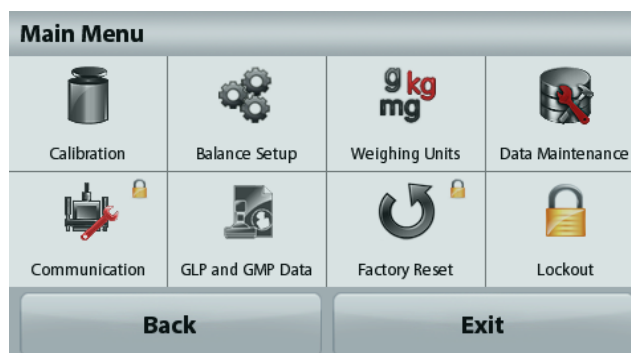 Main Menu
g kg
mg
Calibration
Balance Setup
Weighing Units
Data Maintenance
Communication
GLP and GMP Data
Factory Reset
Lockout
Back
Exit